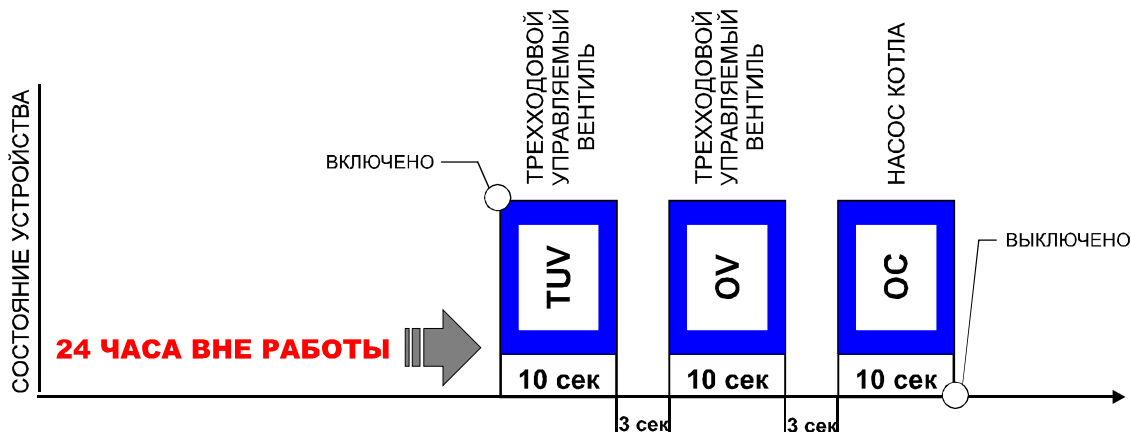 СОСТОЯНИЕ УСТРОЙСТВА
ВКЛЮЧЕНО
24 ЧАСА ВНЕ РАБОТЫ
ТРЕХХОДОВОЙ
УПРАВЛЯЕМЫЙ
ВЕНТИЛЬ
TUV
10 сек
3 сек
ТРЕХХОДОВОЙ
УПРАВЛЯЕМЫЙ
ВЕНТИЛЬ
OV
10 сек
3 сек
НАСОС КОТЛА
OC
10 сек
ВЫКЛЮЧЕНО